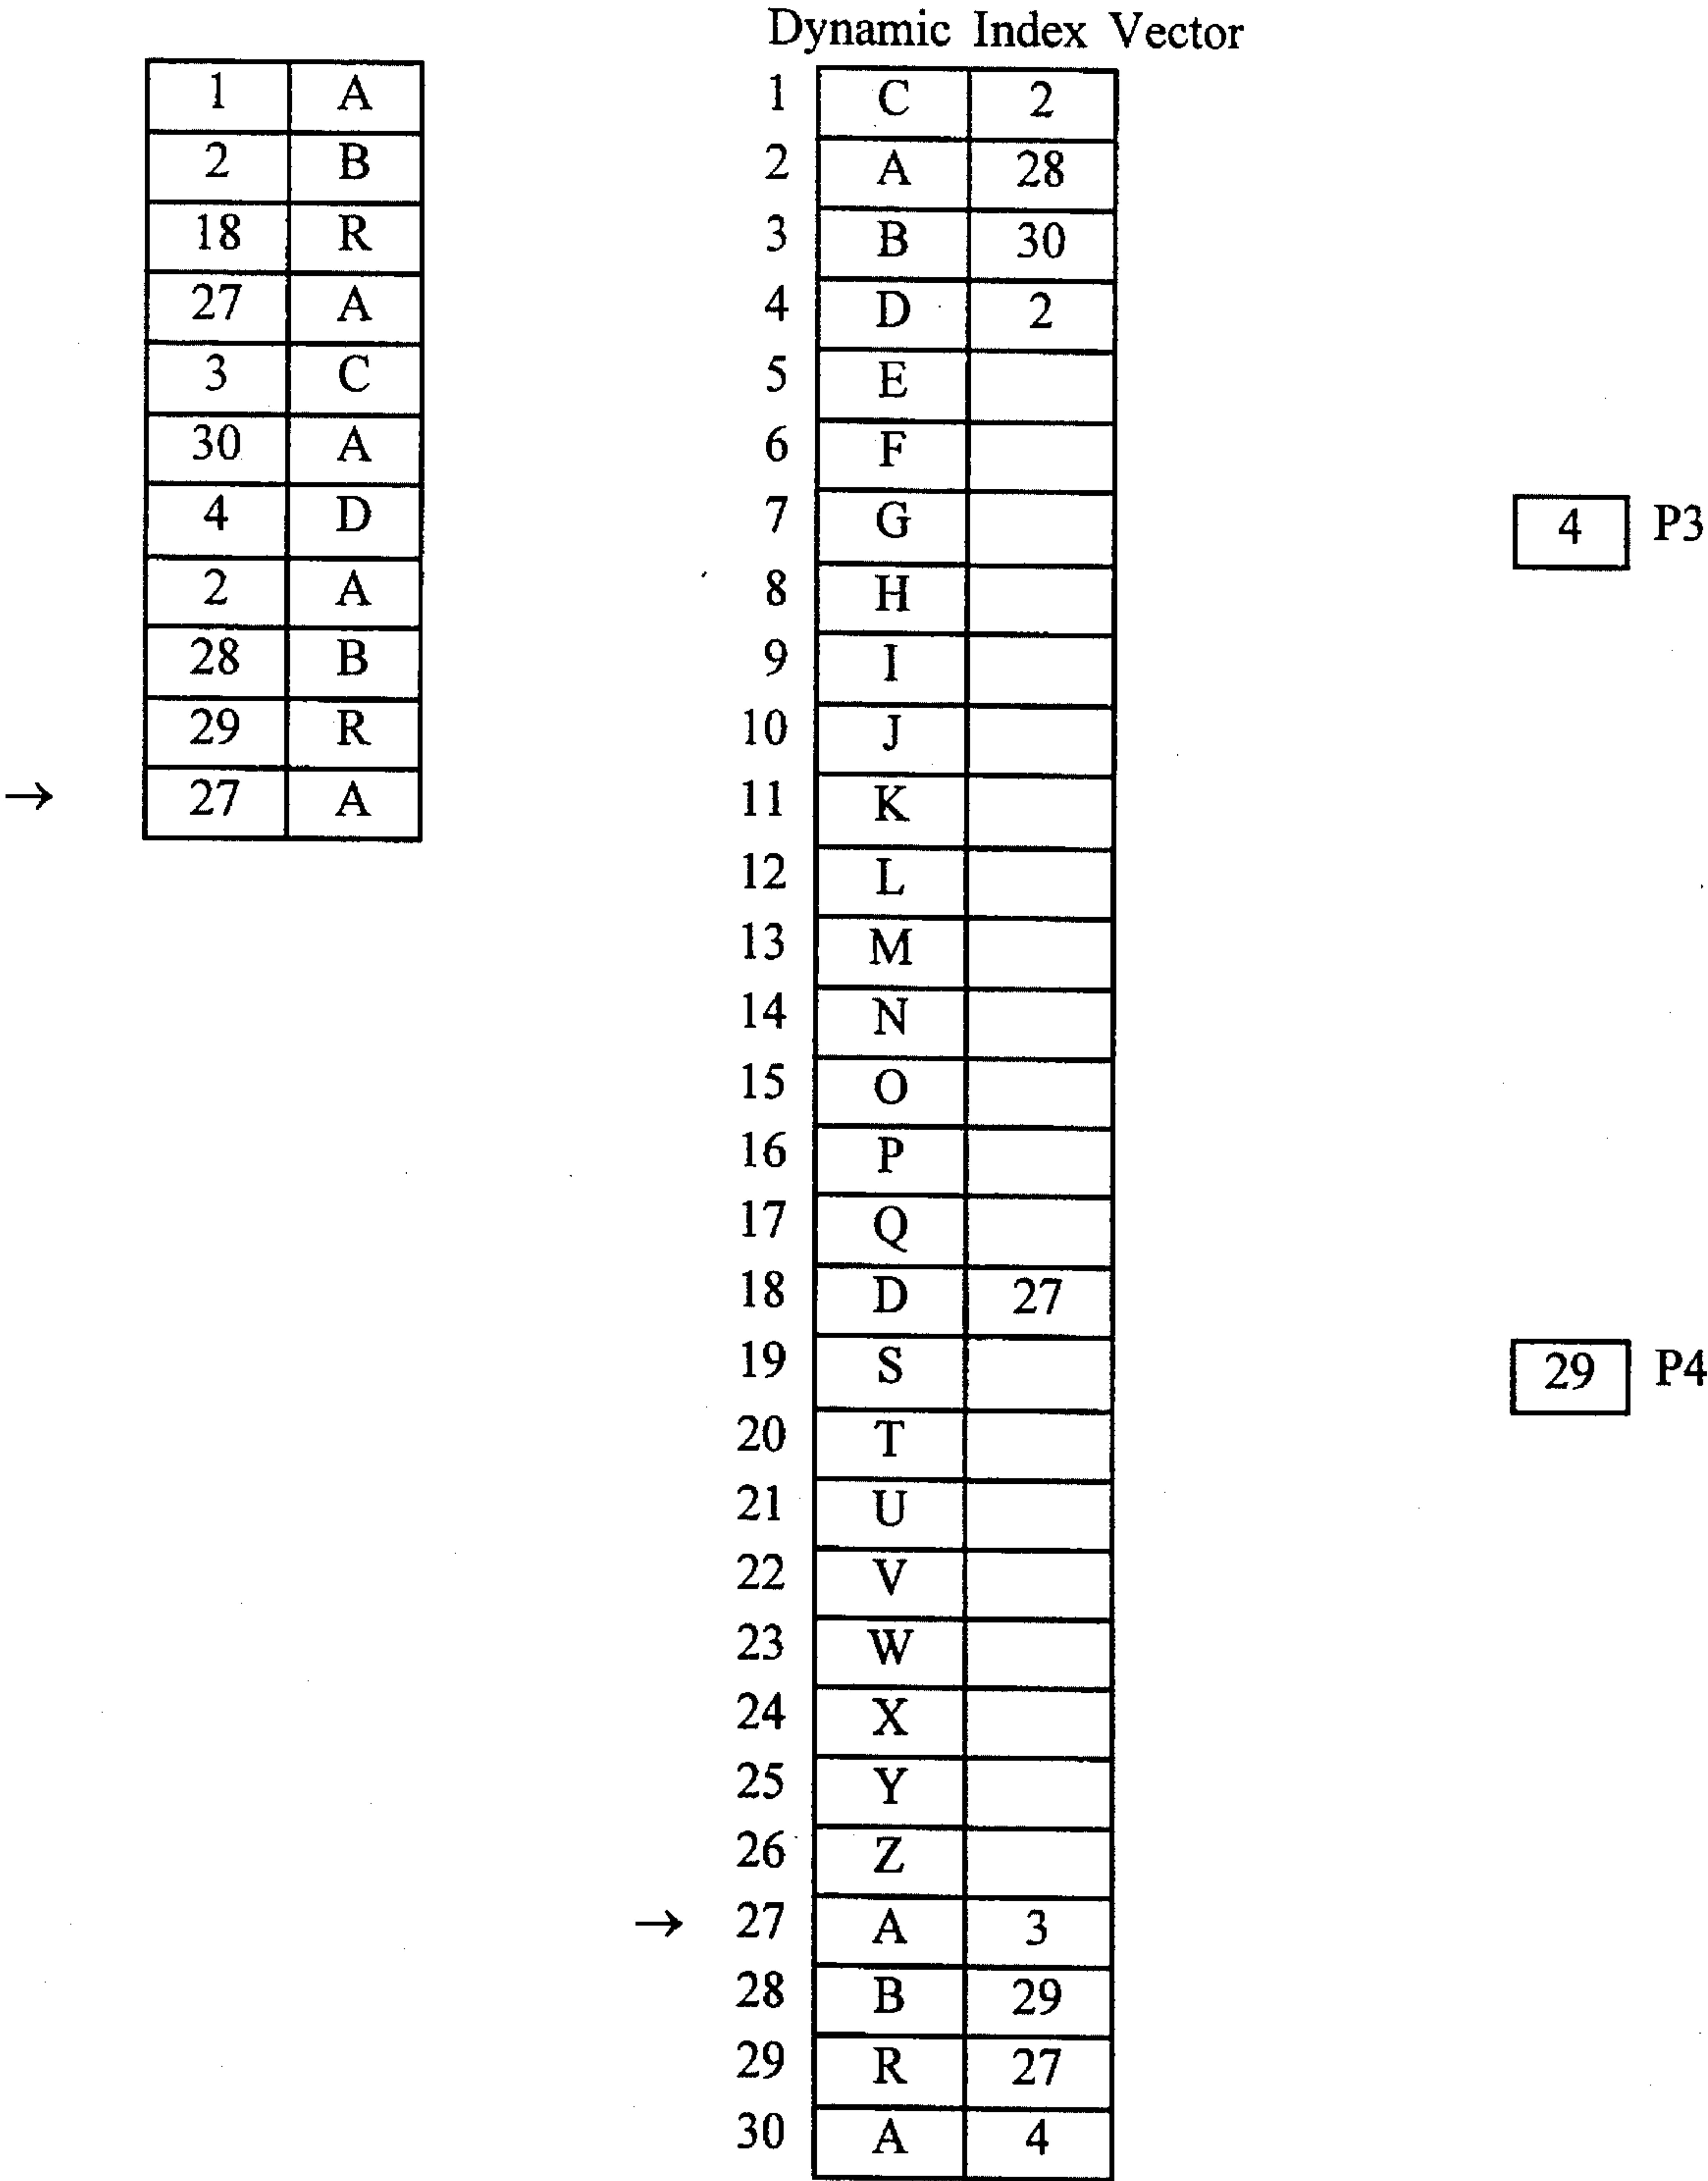 Dynamic Index Vector
1 A
2 B
18 R
27 A
3 C
30 A
4 D
2 A
28 B
29 R
→ 27 A
1 C 2
2 A 28
3 B 30
4 D 2
5 E
6 F
7 G
8 H
9 I
10 J
11 K
12 L
13 M
14 N
15 O
16 P
17 Q
18 D 27
19 S
20 T
21 U
22 V
23 W
24 X
25 Y
26 Z
→ 27 A 3
28 B 29
29 R 27
30 A 4
4 P3
29 P4